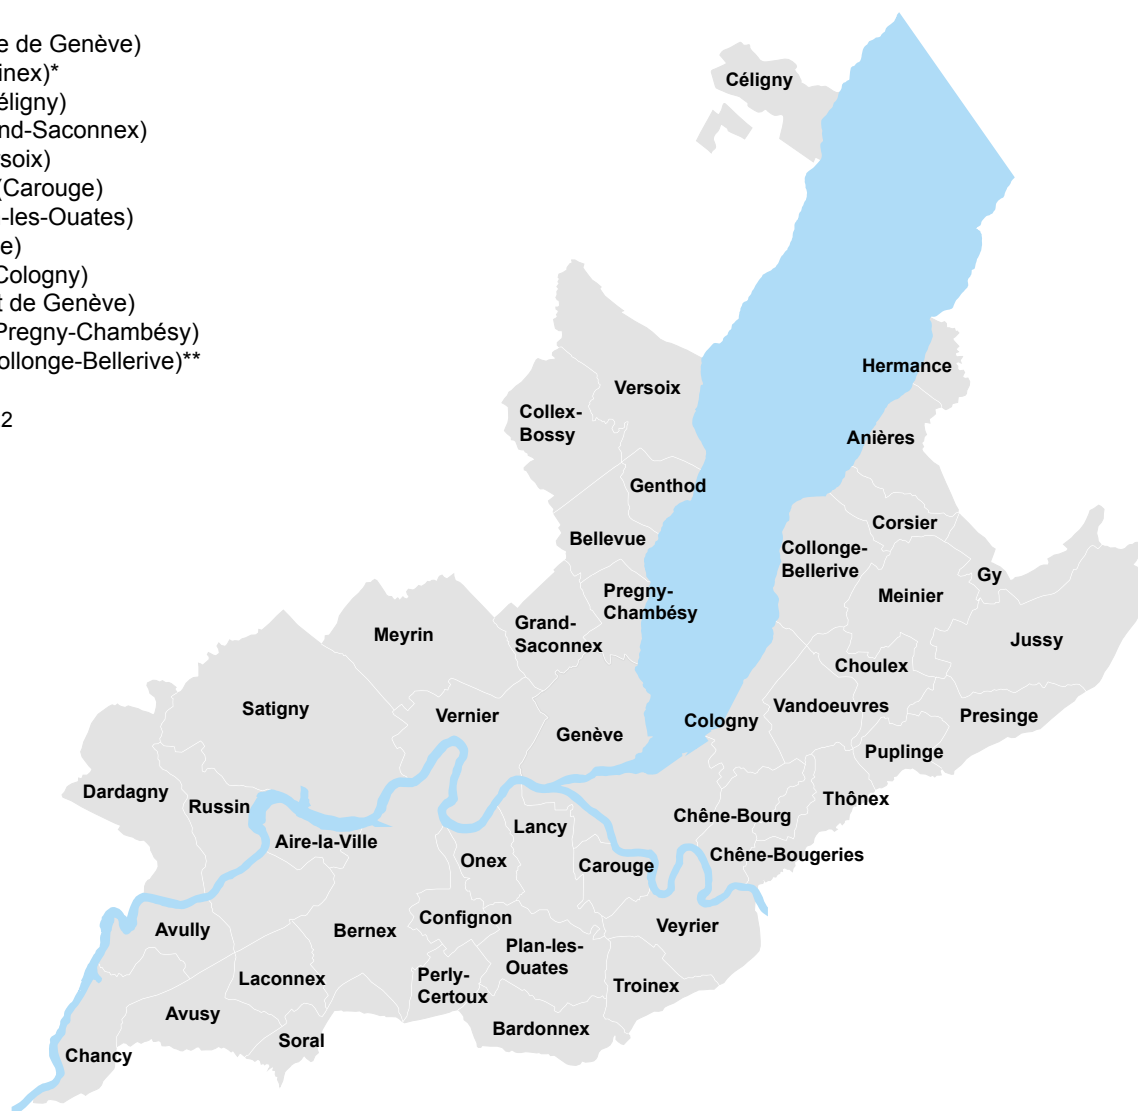 e de Genève)
inex)*
éligny)
nd-Saconnex)
rsoix)
(Carouge)
-les-Ouates)
e)
Cologny)
t de Genève)
Pregny-Chambésy)
ollonge-Bellerive)**
2
Céligny
Hermance
Versoix
Collex-
Bossy
Anières
Genthod
Corsier
Bellevue
Collonge-
Bellerive
Gy
Pregny-
Chambésy
Meinier
Grand-
Saconnex
Meyrin
Jussy
Choulex
Satigny
Vernier
Genève
Cologny
Vandoeuvres
Presinge
Puplinge
Dardagny
Russin
Thônex
Chêne-Bourg
Lancy
Aire-la-Ville
Onex
Carouge
Chêne-Bougeries
Avully
Bernex
Confignon
Veyrier
Plan-les-
Ouates
Laconnex
Perly-
Certoux
Troinex
Avusy
Soral
Bardonnex
Chancy